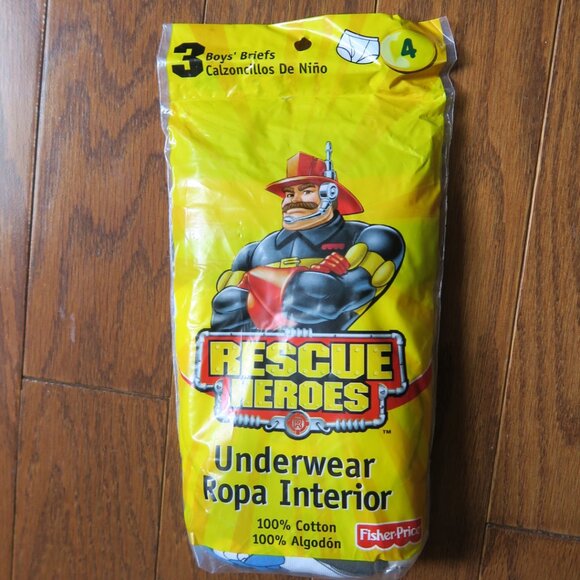 3 Boys' Briefs
Calzoncillos De Niño
4
RESCUE
HEROES
™
Underwear
Ropa Interior
100% Cotton
100% Algodón
Fisher-Price